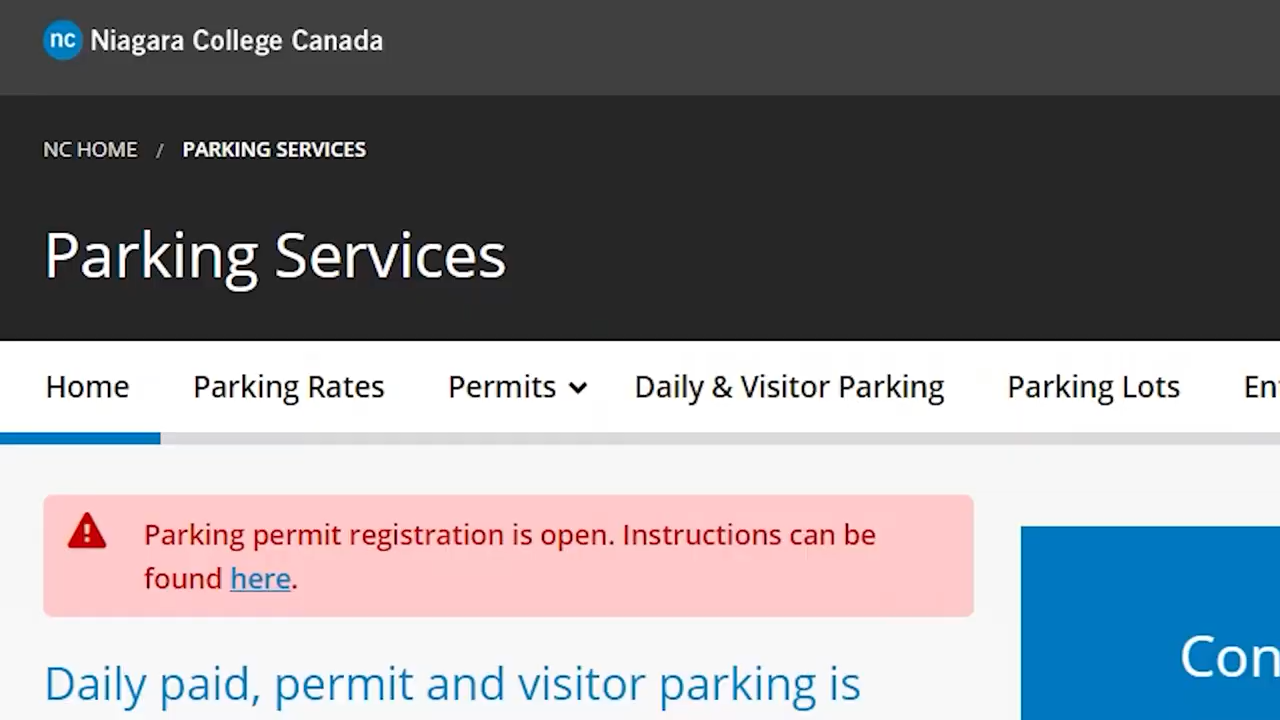 nc Niagara College Canada
NC HOME / PARKING SERVICES
Parking Services
Home Parking Rates Permits Daily & Visitor Parking Parking Lots
Parking permit registration is open. Instructions can be
found here.
Daily paid, permit and visitor parking is